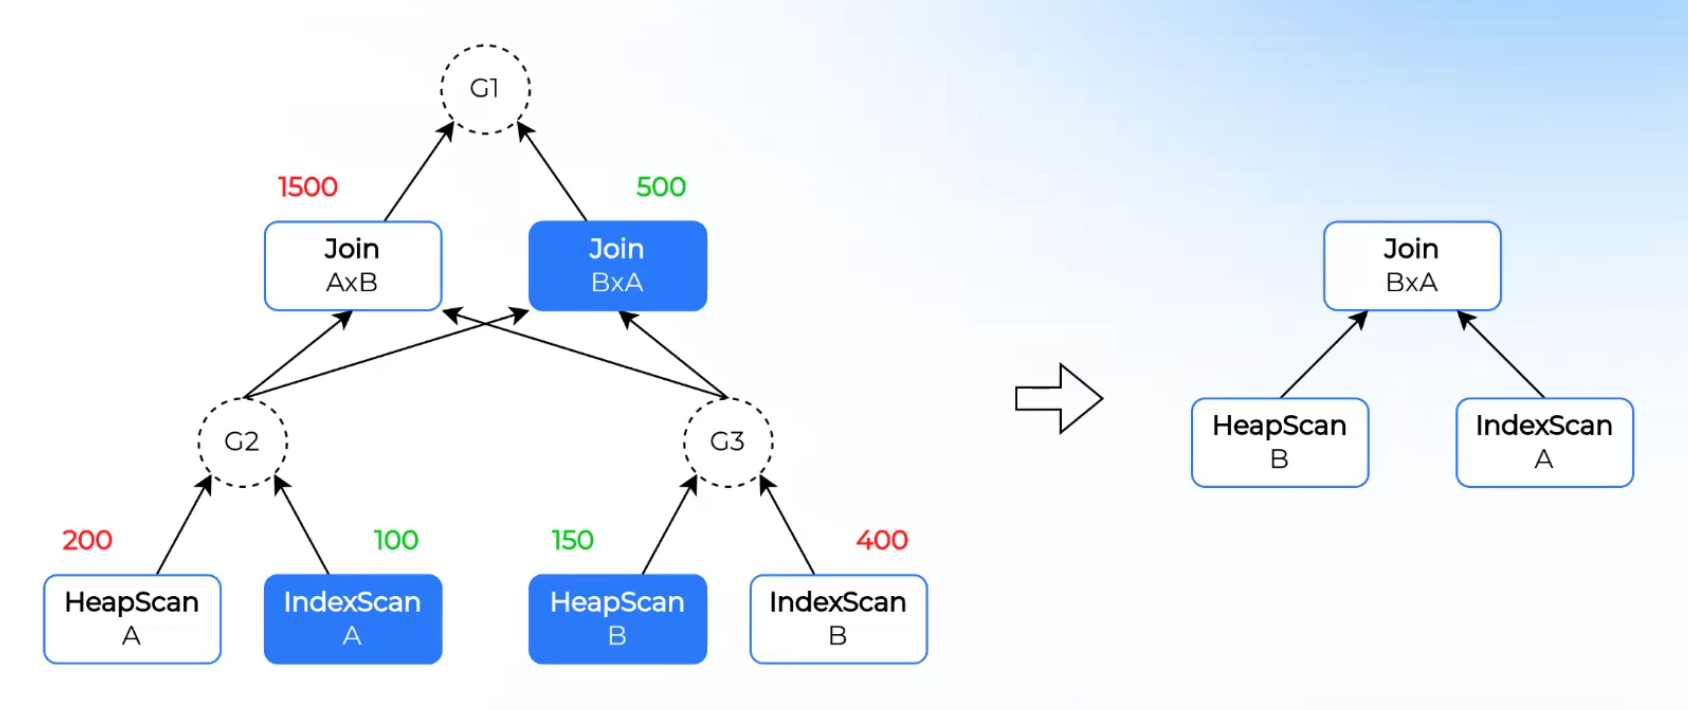 G1
1500
500
Join
AxB
Join
BxA
Join
BxA
G2
G3
HeapScan
B
IndexScan
A
200
100
150
400
HeapScan
A
IndexScan
A
HeapScan
B
IndexScan
B